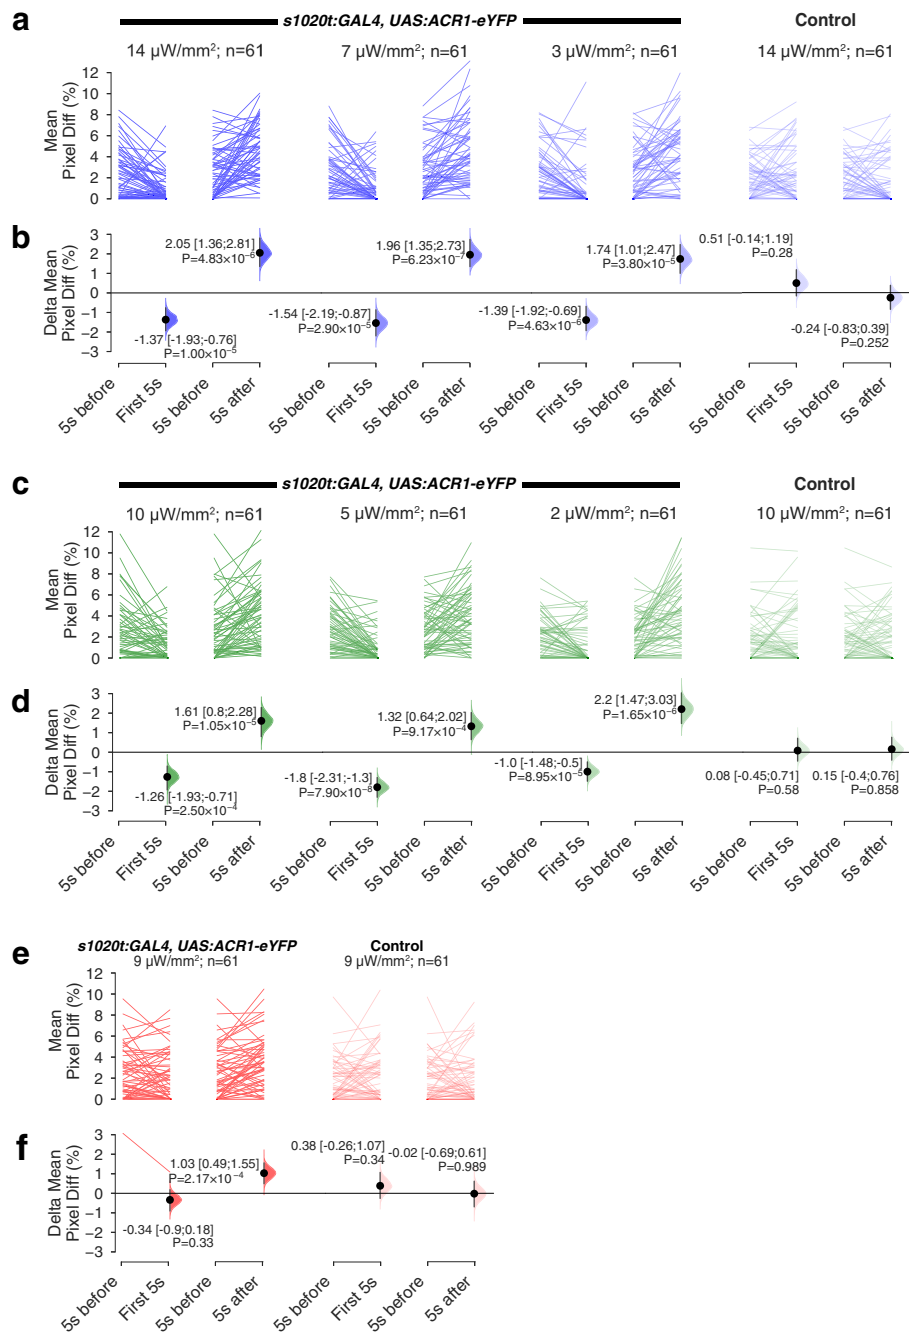 a
s1020t:GAL4, UAS:ACR1-eYFP
Control
14 µW/mm²; n=61
7 µW/mm²; n=61
3 µW/mm²; n=61
14 µW/mm²; n=61
Mean
Pixel Diff (%)
12
10
8
6
4
2
0
b
Delta Mean
Pixel Diff (%)
3
2
1
0
−1
−2
−3
2.05 [1.36;2.81]
P=4.83×10⁻⁶
-1.37 [-1.93;-0.76]
P=1.00×10⁻⁵
1.96 [1.35;2.73]
P=6.23×10⁻⁷
-1.54 [-2.19;-0.87]
P=2.90×10⁻⁵
1.74 [1.01;2.47]
P=3.80×10⁻⁵
-1.39 [-1.92;-0.69]
P=4.63×10⁻⁶
0.51 [-0.14;1.19]
P=0.28
-0.24 [-0.83;0.39]
P=0.252
5s before
First 5s
5s before
5s after
5s before
First 5s
5s before
5s after
5s before
First 5s
5s before
5s after
5s before
First 5s
5s before
5s after
c
s1020t:GAL4, UAS:ACR1-eYFP
Control
10 µW/mm²; n=61
5 µW/mm²; n=61
2 µW/mm²; n=61
10 µW/mm²; n=61
Mean
Pixel Diff (%)
12
10
8
6
4
2
0
d
Delta Mean
Pixel Diff (%)
3
2
1
0
−1
−2
−3
1.61 [0.8;2.28]
P=1.05×10⁻⁵
-1.26 [-1.93;-0.71]
P=2.50×10⁻⁴
1.32 [0.64;2.02]
P=9.17×10⁻⁴
-1.8 [-2.31;-1.3]
P=7.90×10⁻⁸
2.2 [1.47;3.03]
P=1.65×10⁻⁶
-1.0 [-1.48;-0.5]
P=8.95×10⁻⁵
0.08 [-0.45;0.71]
P=0.58
0.15 [-0.4;0.76]
P=0.858
5s before
First 5s
5s before
5s after
5s before
First 5s
5s before
5s after
5s before
First 5s
5s before
5s after
5s before
First 5s
5s before
5s after
e
s1020t:GAL4, UAS:ACR1-eYFP
Control
9 µW/mm²; n=61
9 µW/mm²; n=61
Mean
Pixel Diff (%)
12
10
8
6
4
2
0
f
Delta Mean
Pixel Diff (%)
3
2
1
0
−1
−2
−3
1.03 [0.49;1.55]
P=2.17×10⁻⁴
-0.34 [-0.9;0.18]
P=0.33
0.38 [-0.26;1.07]
P=0.34
-0.02 [-0.69;0.61]
P=0.989
5s before
First 5s
5s before
5s after
5s before
First 5s
5s before
5s after